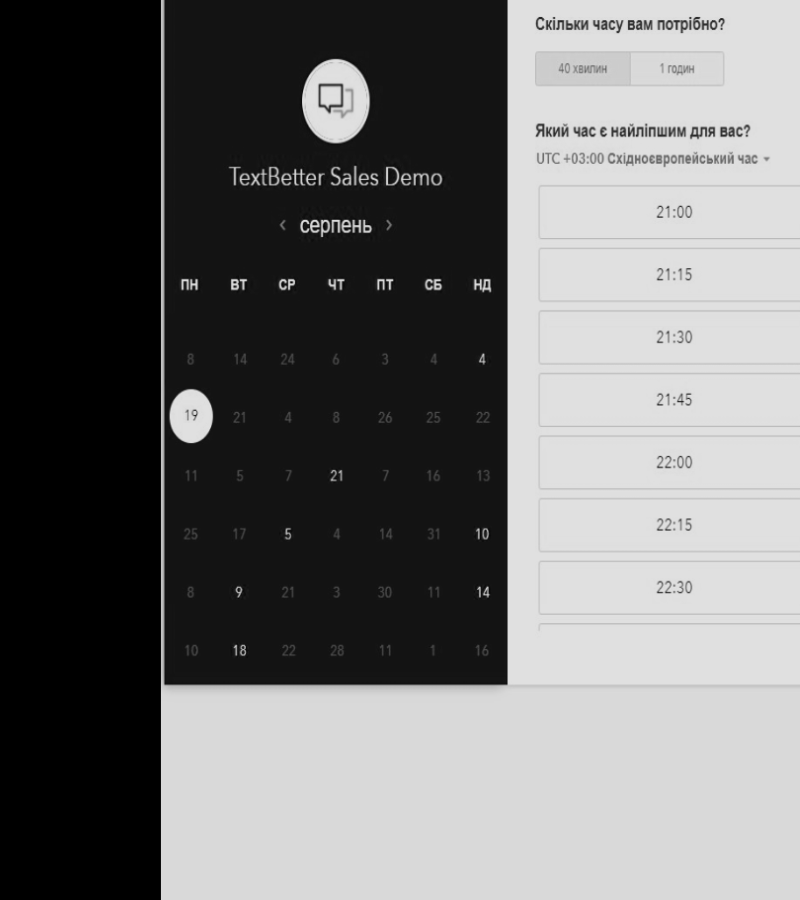 TextBetter Sales Demo
‹ серпень ›
ПН ВТ СР ЧТ ПТ СБ НД
8 14 24 6 3 4 4
19 21 4 8 26 25 22
11 5 7 21 7 16 13
25 17 5 4 14 31 10
8 9 21 3 30 11 14
10 18 22 28 11 1 16
Скільки часу вам потрібно?
40 хвилин 1 годин
Який час є найліпшим для вас?
UTC +03:00 Східноєвропейський час
21:00
21:15
21:30
21:45
22:00
22:15
22:30